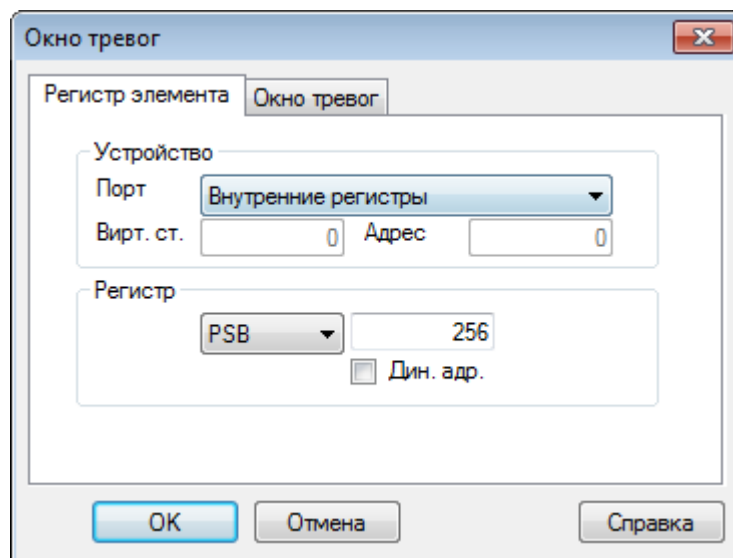 Окно тревог
Регистр элемента Окно тревог
Устройство
Порт Внутренние регистры
Вирт. ст. 0 Адрес 0
Регистр
PSB 256
Дин. адр.
OK Отмена Справка